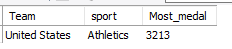 Team sport Most_medal
United States Athletics 3213